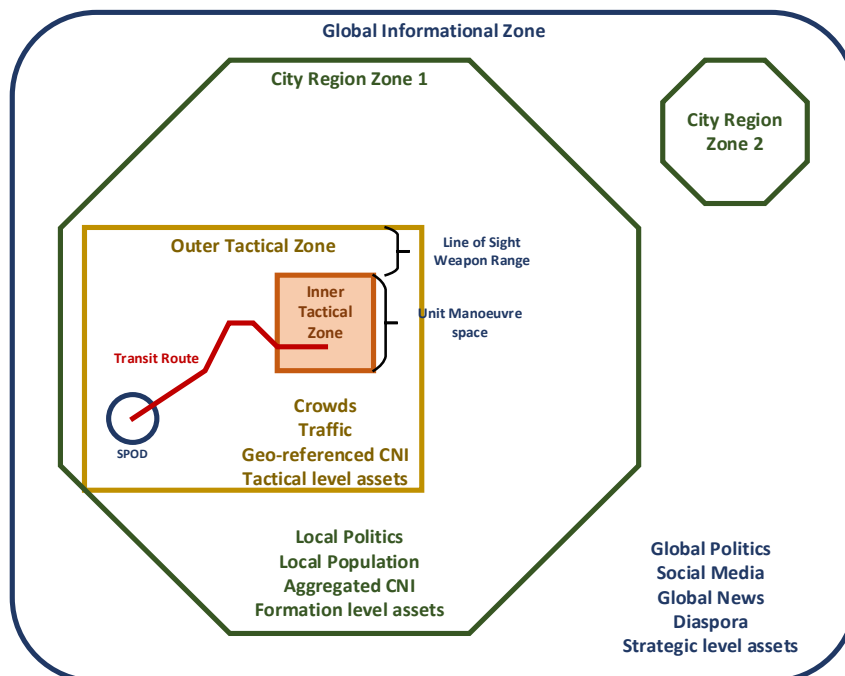 Global Informational Zone
City Region Zone 1
City Region
Zone 2
Outer Tactical Zone
Line of Sight
Weapon Range
Inner
Tactical
Zone
Unit Manoeuvre
space
Transit Route
SPOD
Crowds
Traffic
Geo-referenced CNI
Tactical level assets
Local Politics
Local Population
Aggregated CNI
Formation level assets
Global Politics
Social Media
Global News
Diaspora
Strategic level assets